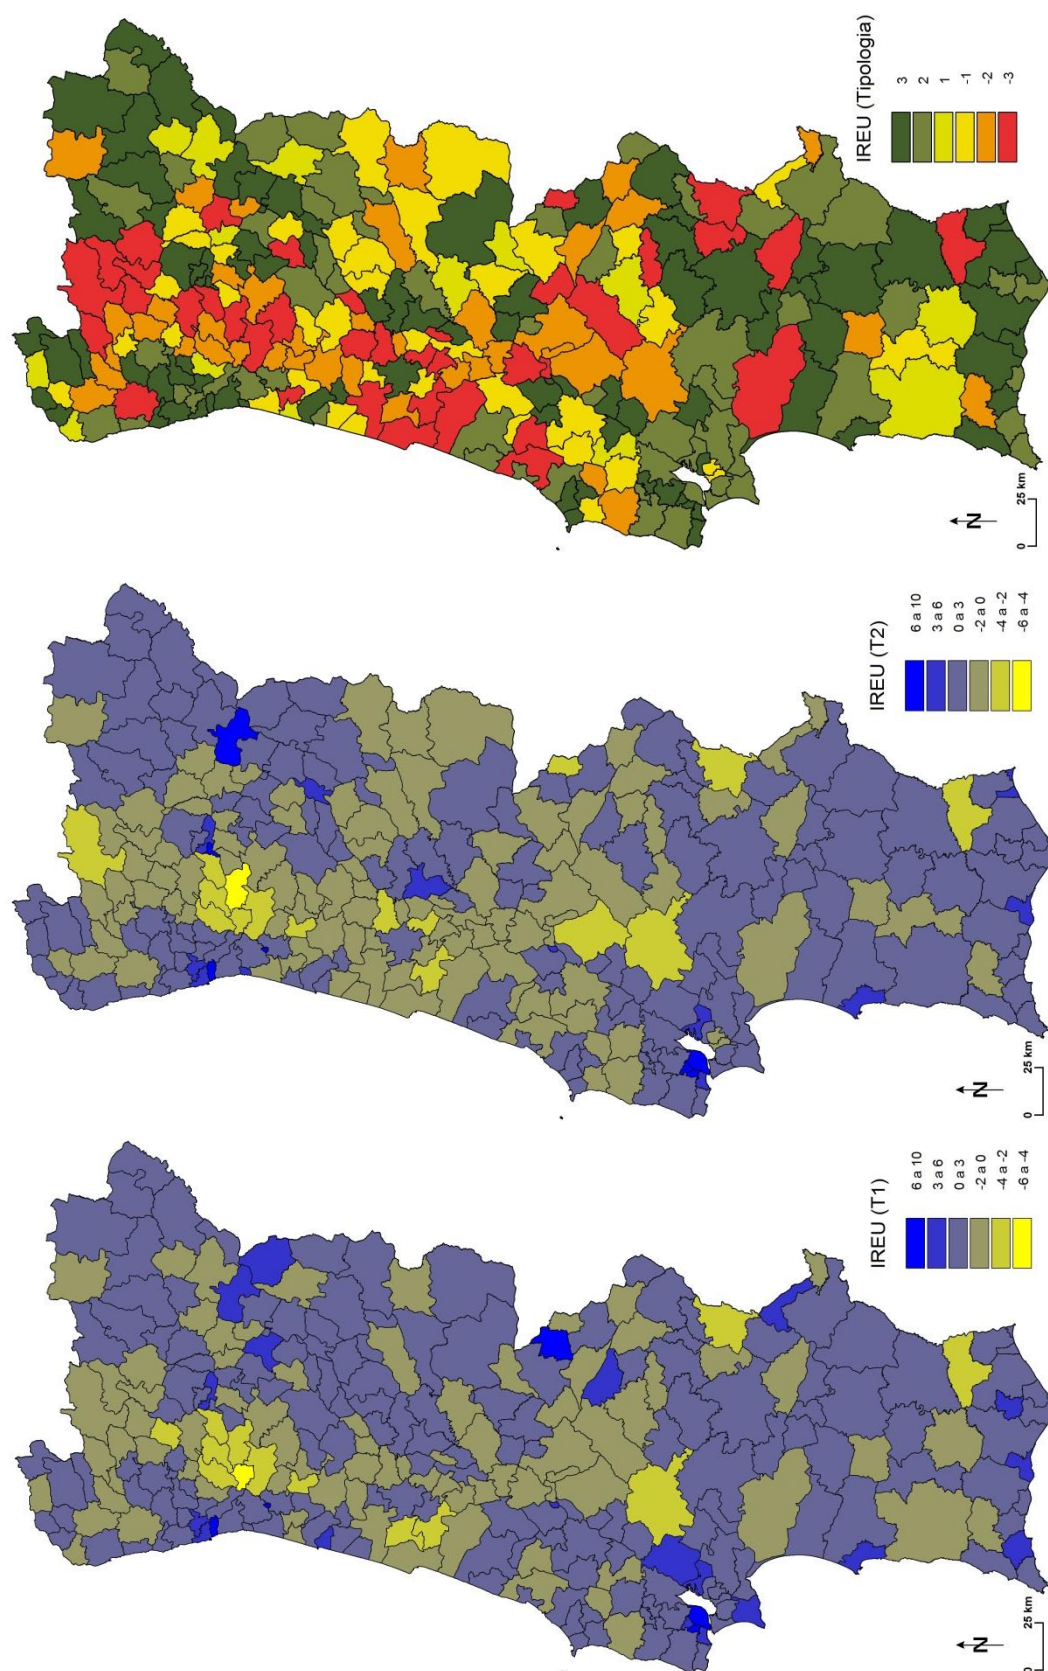 IREU (T1)
6 a 10
3 a 6
0 a 3
-2 a 0
-4 a -2
-6 a -4
N
0 25 km
IREU (T2)
6 a 10
3 a 6
0 a 3
-2 a 0
-4 a -2
-6 a -4
N
0 25 km
IREU (Tipologia)
3
2
1
-1
-2
-3
N
0 25 km